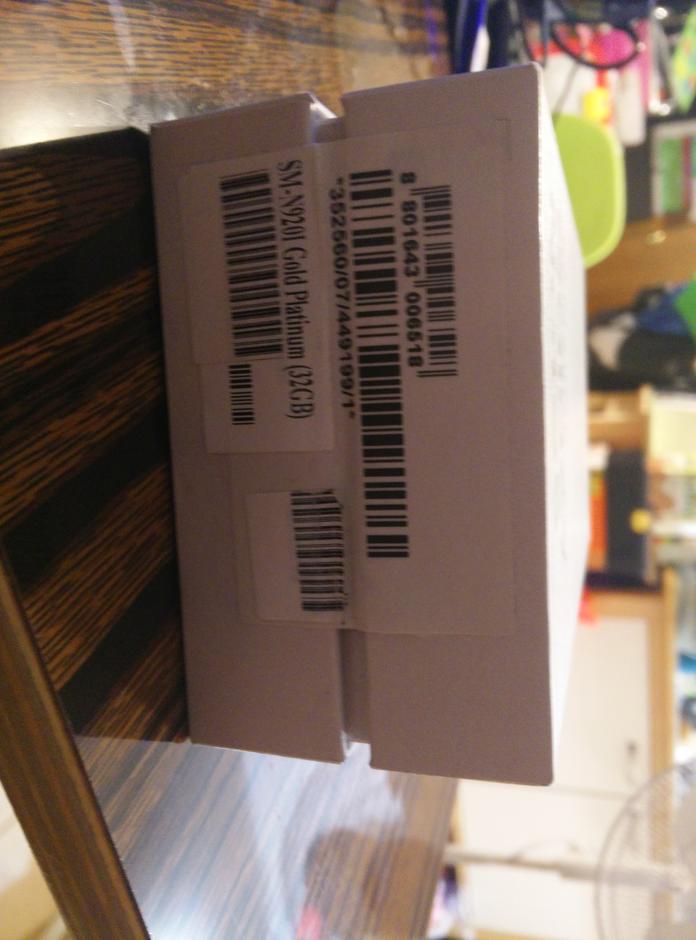 8 801643 006518
*352560/07/449199/1*
SM-N920I Gold Platinum (32GB)